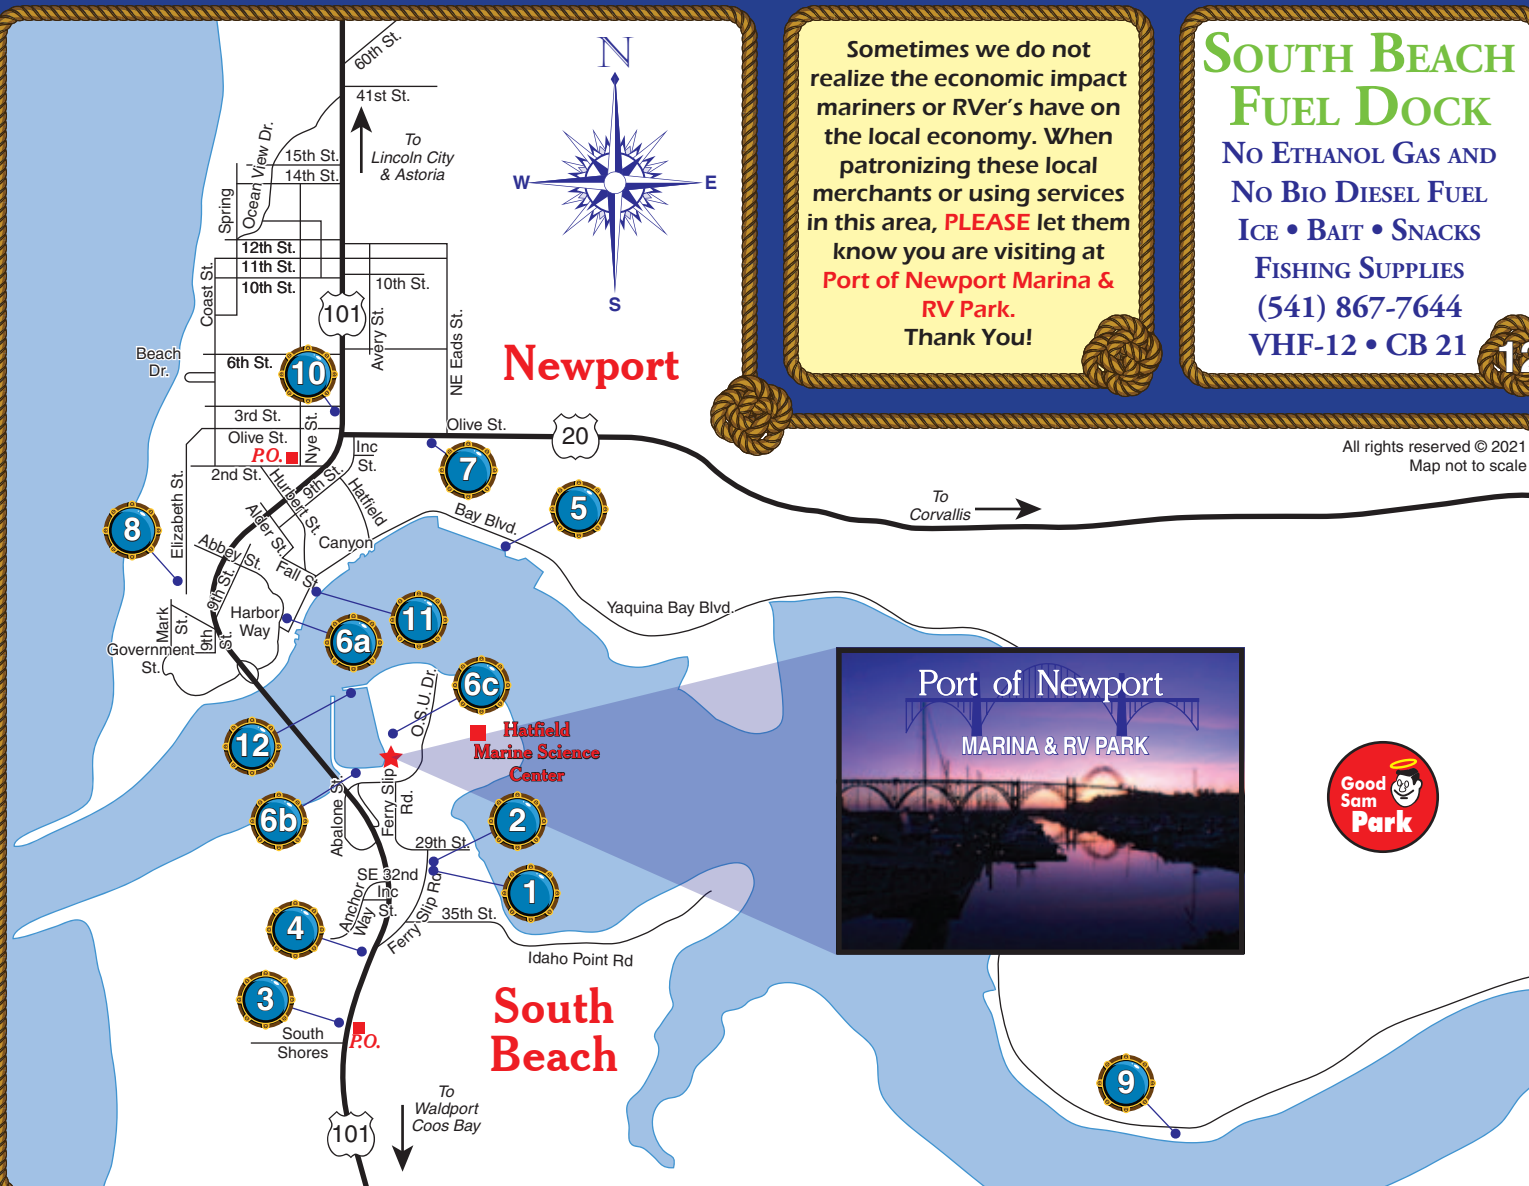 60th St.
41st St.
To
Lincoln City
& Astoria
Ocean View Dr.
15th St.
14th St.
Spring
12th St.
11th St.
10th St.
10th St.
Coast St.
101
Avery St.
NE Eads St.
Beach
Dr.
6th St.
10
3rd St.
Olive St.
P.O.
Nye St.
2nd St.
Inc
St.
Olive St.
20
7
N
W
E
S
Newport
Sometimes we do not
realize the economic impact
mariners or RVer's have on
the local economy. When
patronizing these local
merchants or using services
in this area, PLEASE let them
know you are visiting at
Port of Newport Marina &
RV Park.
Thank You!
South Beach
Fuel Dock
No Ethanol Gas and
No Bio Diesel Fuel
Ice • Bait • Snacks
Fishing Supplies
(541) 867-7644
VHF-12 • CB 21
All rights reserved © 2021
Map not to scale
To
Corvallis
Hurbert St.
9th St.
Hatfield
Alder St.
Canyon
Bay Blvd.
5
8
Elizabeth St.
Abbey St.
Fall St.
9th St.
Harbor
Way
Mark
St.
9th
St.
Government
St.
11
6a
Yaquina Bay Blvd.
6c
O.S.U. Dr.
12
Hatfield
Marine Science
Center
6b
Abalone St.
Ferry Slip
Rd.
2
29th St.
1
SE 32nd
Inc
St.
Anchor
Way
Ferry Slip Rd.
35th St.
4
Idaho Point Rd
3
South
Shores
P.O.
South
Beach
To
Waldport
Coos Bay
101
9
Port of Newport
MARINA & RV PARK
Good
Sam
Park